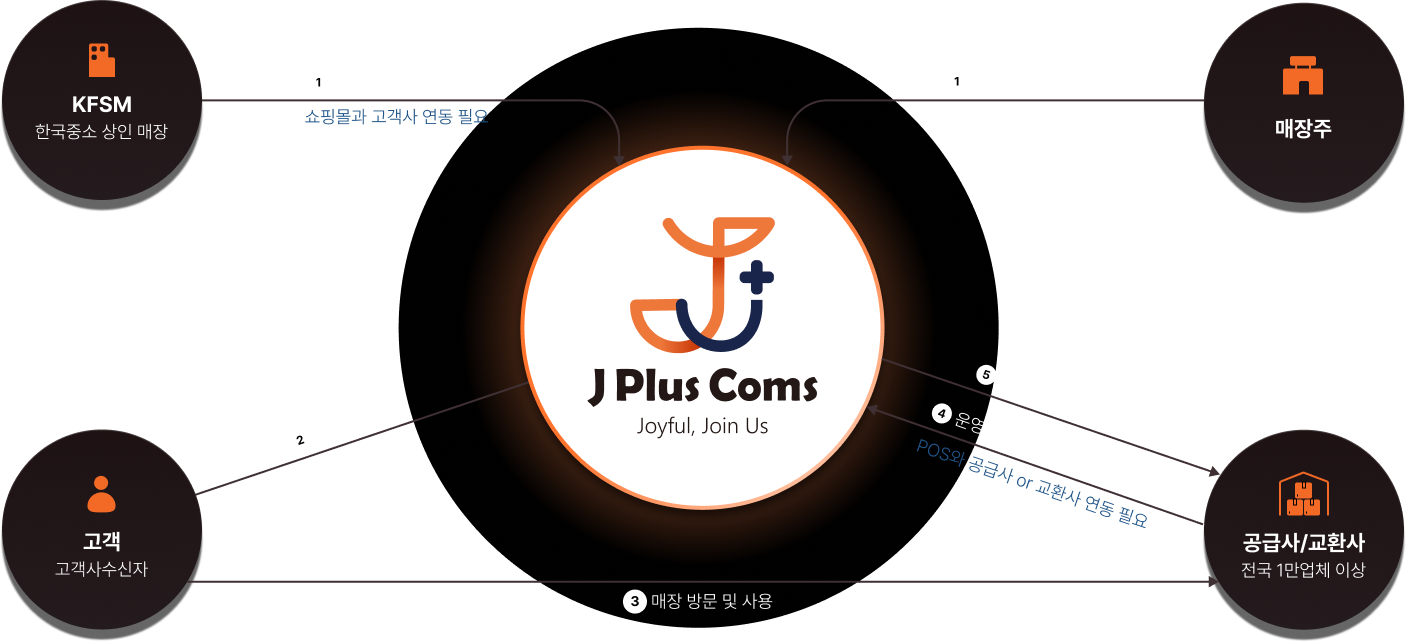 1
1
KFSM
한국중소 상인 매장
쇼핑몰과 고객사 연동 필요
매장주
J Plus Coms
Joyful, Join Us
5
4 운영
POS와 공급사 or 교환사 연동 필요
2
고객
고객사수신자
공급사/교환사
전국 1만업체 이상
3 매장 방문 및 사용